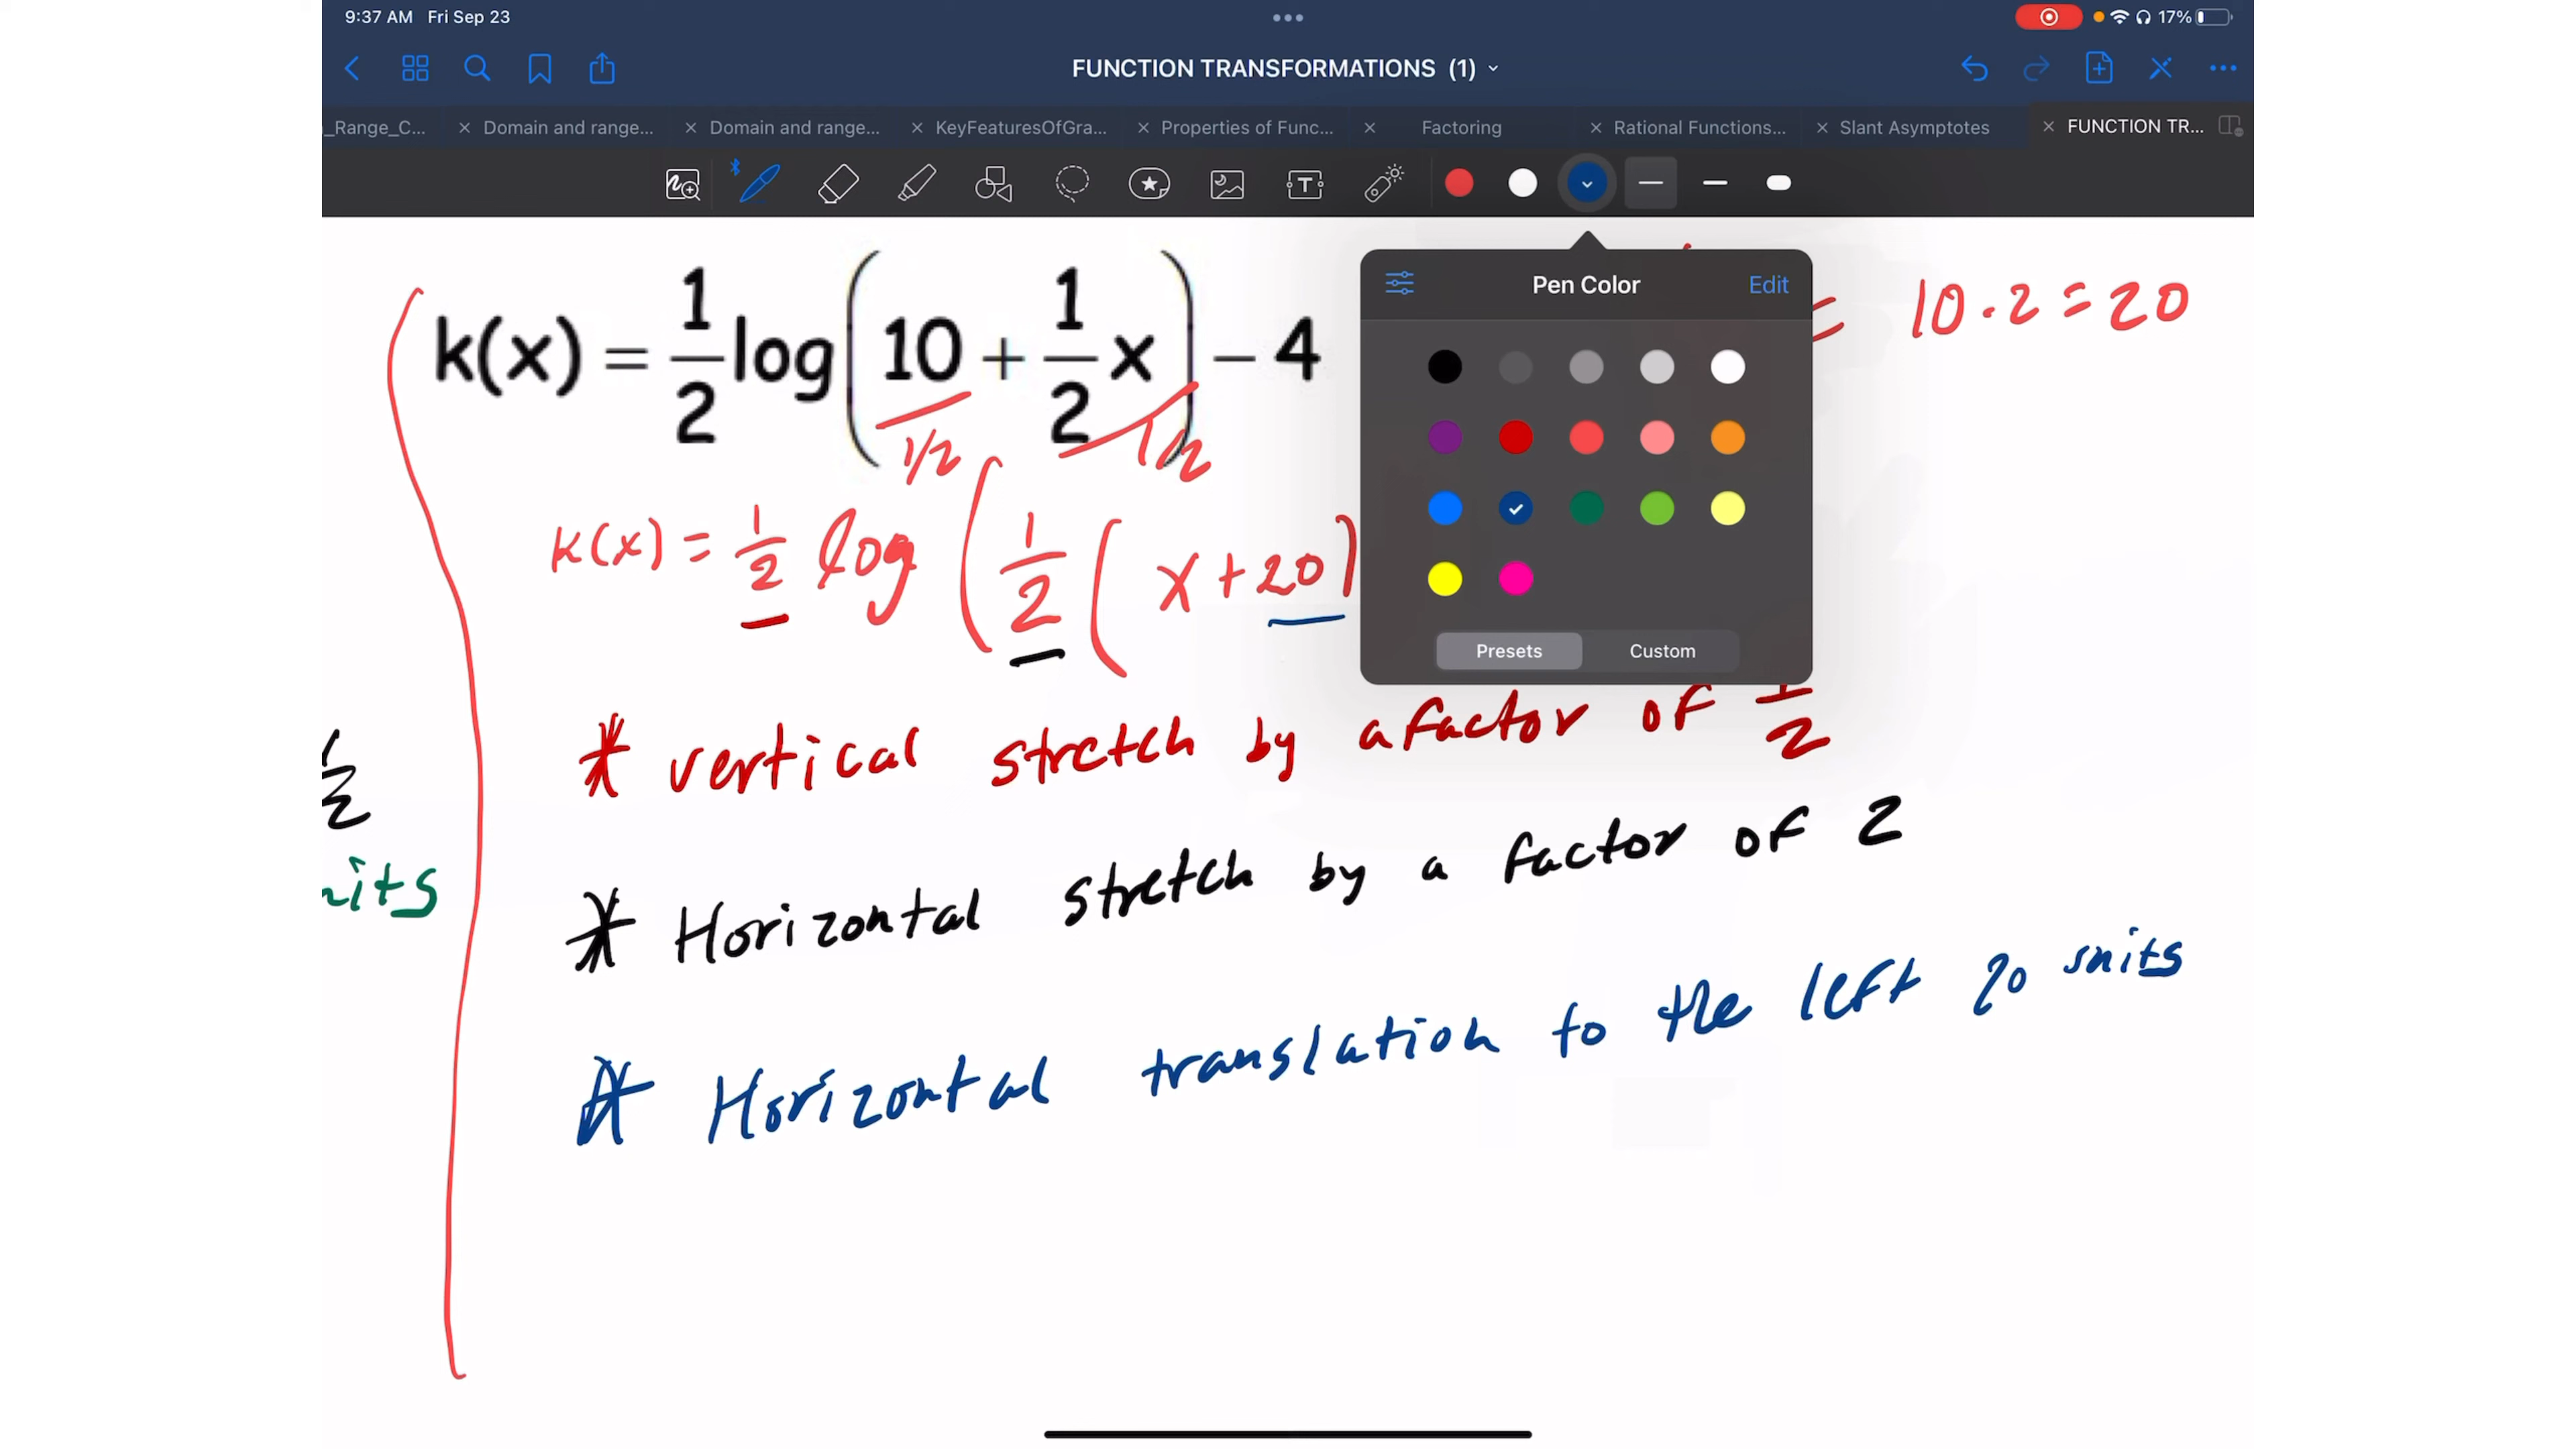 9:37 AM Fri Sep 23 17%
FUNCTION TRANSFORMATIONS (1)
_Range_C... Domain and range... Domain and range... KeyFeaturesOfGra... Properties of Func... Factoring Rational Functions... Slant Asymptotes FUNCTION TR...
k(x) = 1/2 log(10 + 1/2 x) − 4
= 10 · 2 = 20
1/2 1/2
k(x) = 1/2 log (1/2 (x + 20)
Pen Color Edit
Presets Custom
* vertical stretch by a factor of 1/2
* Horizontal stretch by a factor of 2
* Horizontal translation to the left 20 units